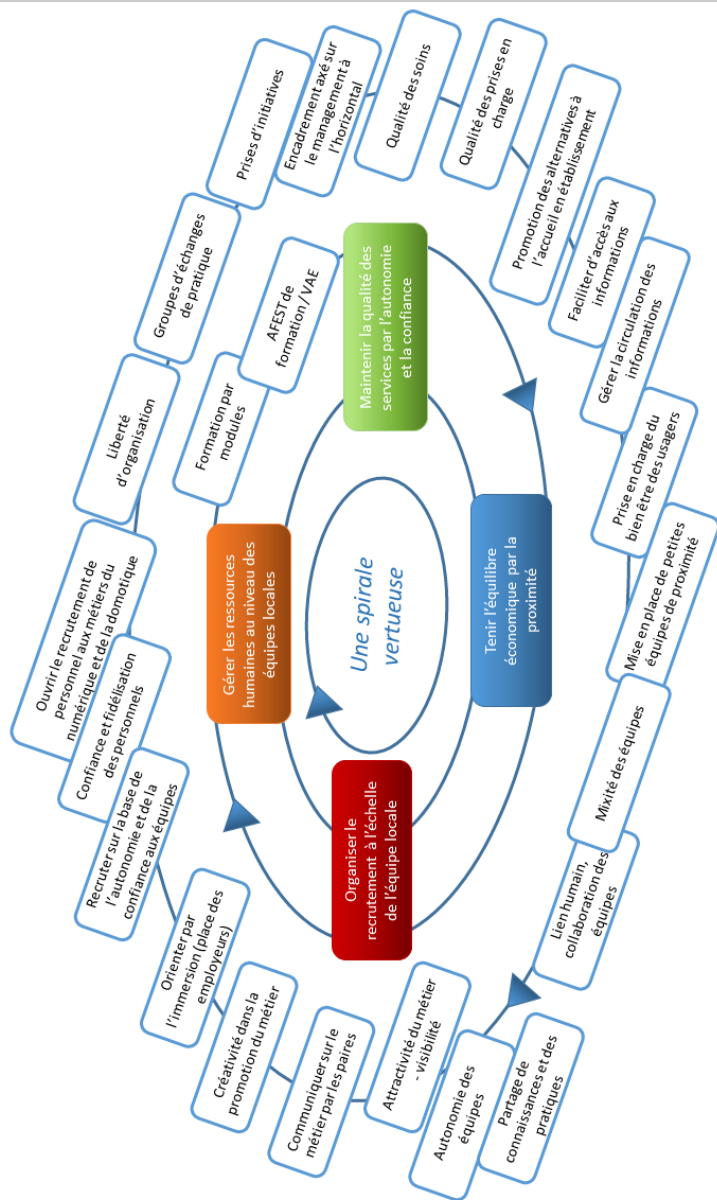 Une spirale
vertueuse
Gérer les ressources
humaines au niveau des
équipes locales
Maintenir la qualité des
services par l'autonomie
et la confiance
Tenir l'équilibre
économique par la
proximité
Organiser le
recrutement à l'échelle
de l'équipe locale
Formation par
modules
AFEST de
formation / VAE
Ouvrir le recrutement de
personnel aux métiers du
numérique et de la domotique
Liberté
d'organisation
Groupes d'échanges
de pratique
Prises d'initiatives
Encadrement axé sur
le management à
l'horizontal
Qualité des soins
Qualité des prises en
charge
Promotion des alternatives à
l'accueil en établissement
Faciliter d'accès aux
informations
Gérer la circulation des
informations
Prise en charge du
bien être des usagers
Mise en place de petites
équipes de proximité
Mixité des équipes
Lien humain,
collaboration des
équipes
Partage de
connaissances et des
pratiques
Autonomie des
équipes
Attractivité du métier
- visibilité
Communiquer sur le
métier par les paires
Créativité dans la
promotion du métier
Orienter par
l'immersion (place des
employeurs)
Recruter sur la base de
l'autonomie et de la
confiance aux équipes
Confiance et fidélisation
des personnels